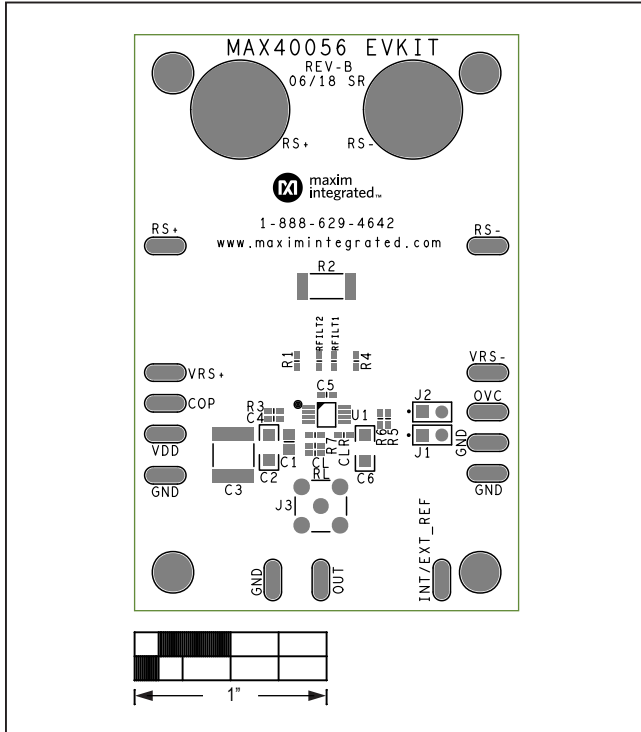 MAX40056 EVKIT
REV-B
06/18 SR
RS+
RS-
maxim
integrated™
1-888-629-4642
www.maximintegrated.com
RS+
RS-
R2
RFILT2
RFILT1
R1
R4
VRS+
VRS-
C5
COP
R3
C4
U1
J2
OVC
R7
R6
R5
VDD
C1
CL
CLR
J1
GND
C2
RL
C6
GND
C3
J3
GND
GND
OUT
INT/EXT_REF
1"